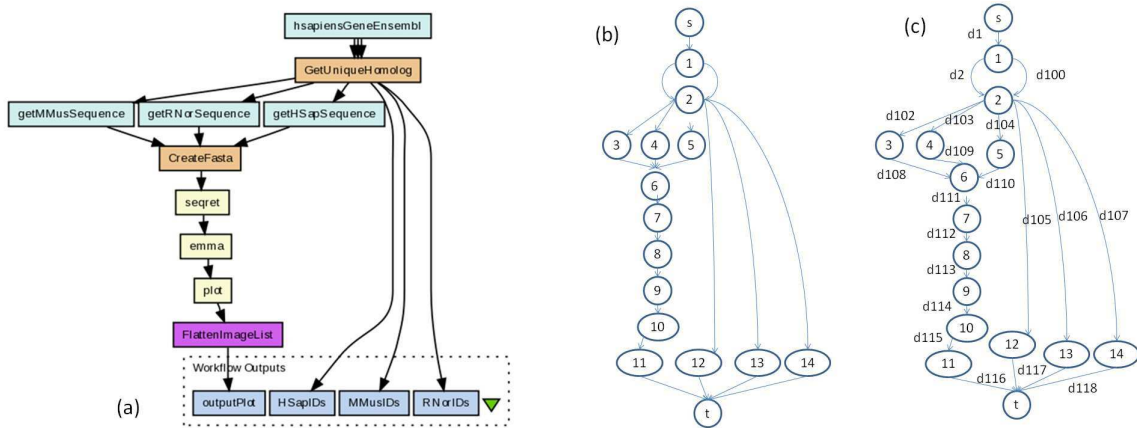 hsapiensGeneEnsembl
GetUniqueHomolog
getMMusSequence
getRNorSequence
getHSapSequence
CreateFasta
seqret
emma
plot
FlattenImageList
Workflow Outputs
outputPlot
HSapIDs
MMusIDs
RNorIDs
(a)
(b)
s
1
2
3
4
5
6
7
8
9
10
11
12
13
14
t
(c)
s
d1
1
d2
d100
2
d102
d103
d104
3
4
5
d109
d108
6
d110
d111
7
d105
d106
d107
d112
8
d113
9
d114
10
d115
12
13
14
11
d116
d117
d118
t